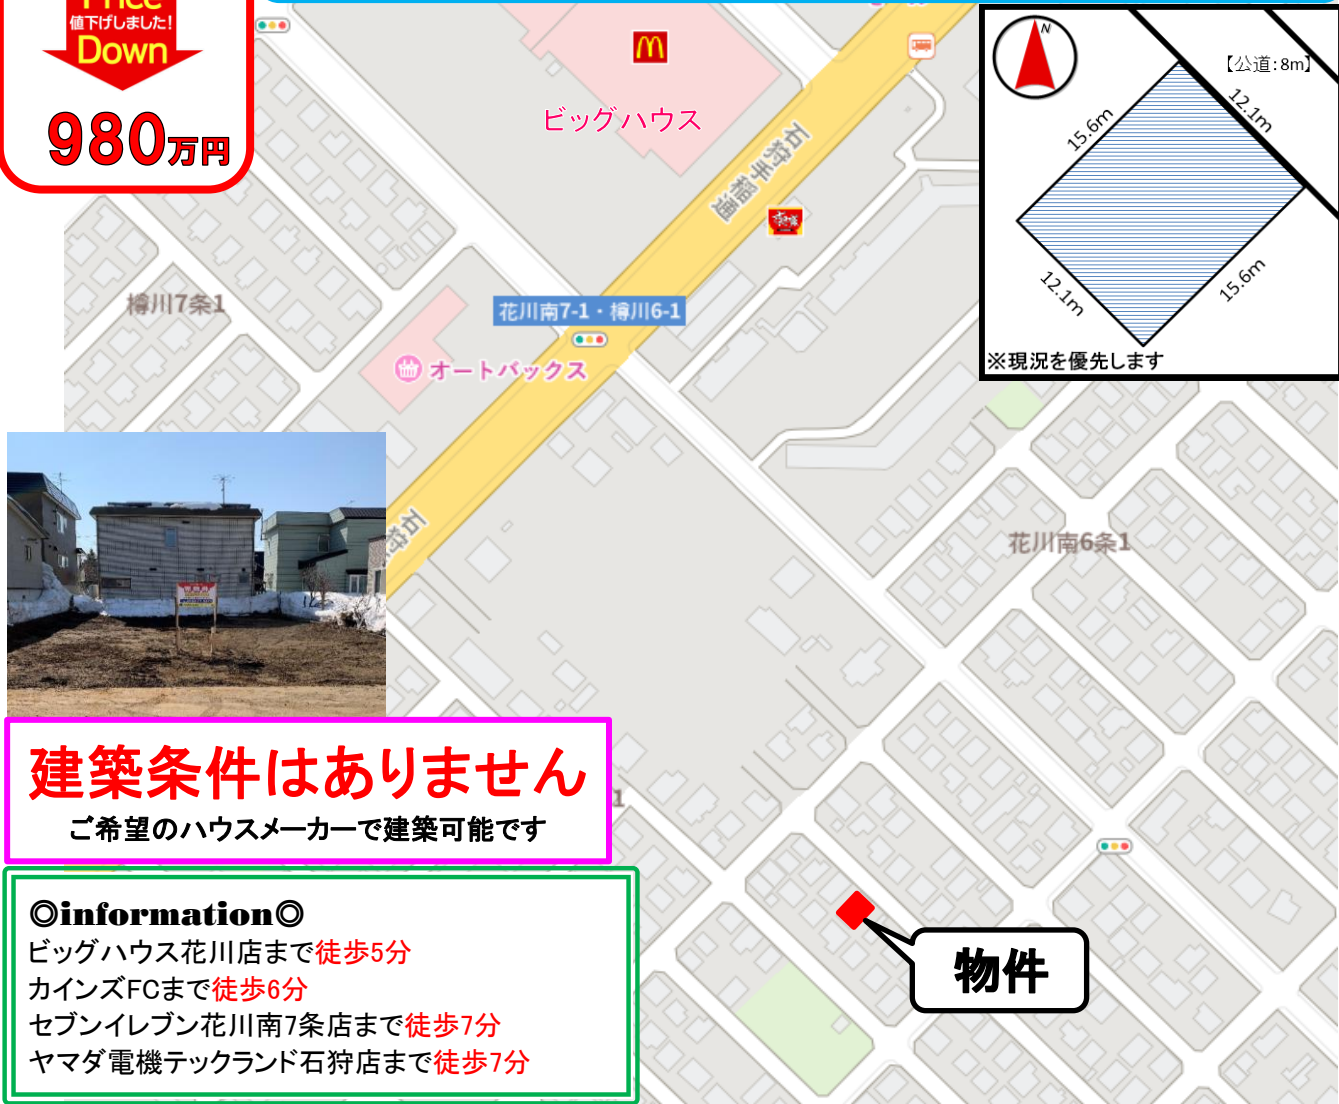 Price
値下げしました!
Down
980万円
ビッグハウス
石狩手稲通
すき家
樽川7条1
花川南7-1・樽川6-1
オートバックス
石狩
花川南6条1
1
N
【公道:8m】
15.6m
12.1m
12.1m
15.6m
※現況を優先します
建築条件はありません
ご希望のハウスメーカーで建築可能です
◎information◎
ビッグハウス花川店まで徒歩5分
カインズFCまで徒歩6分
セブンイレブン花川南7条店まで徒歩7分
ヤマダ電機テックランド石狩店まで徒歩7分
物件